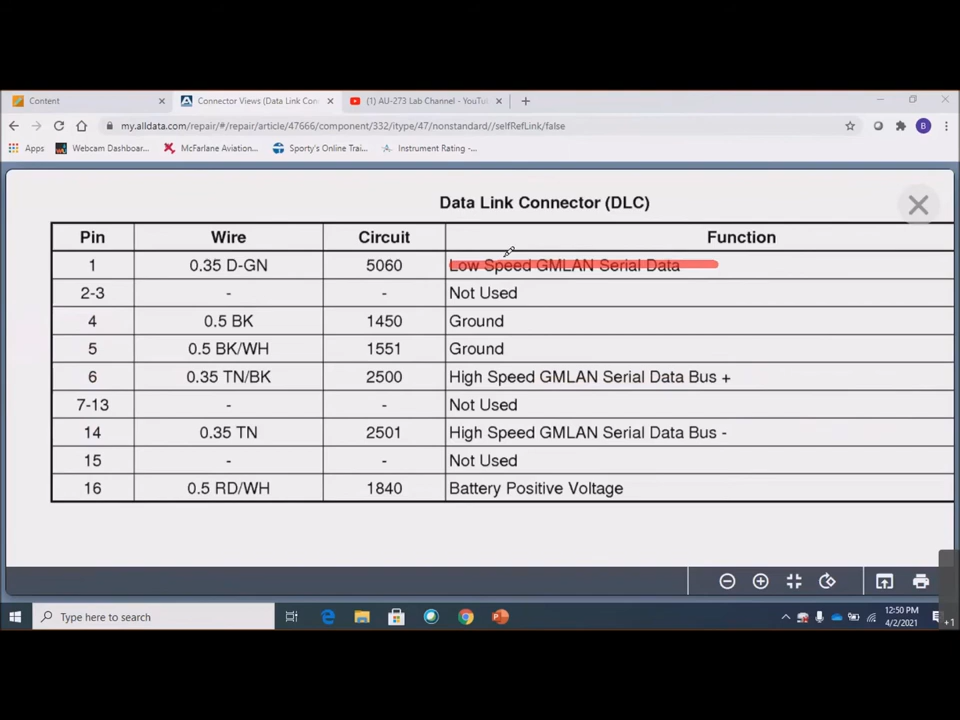 Content
Connector Views (Data Link Con
(1) AU-273 Lab Channel - YouTu
my.alldata.com/repair/#/repair/article/47666/component/332/itype/47/nonstandard//selfRefLink/false
B
Apps Webcam Dashboar... McFarlane Aviation... Sporty's Online Trai... Instrument Rating -...
Data Link Connector (DLC)
Pin Wire Circuit Function
1 0.35 D-GN 5060 Low Speed GMLAN Serial Data
2-3 - - Not Used
4 0.5 BK 1450 Ground
5 0.5 BK/WH 1551 Ground
6 0.35 TN/BK 2500 High Speed GMLAN Serial Data Bus +
7-13 - - Not Used
14 0.35 TN 2501 High Speed GMLAN Serial Data Bus -
15 - - Not Used
16 0.5 RD/WH 1840 Battery Positive Voltage
Type here to search
12:50 PM
4/2/2021
+1